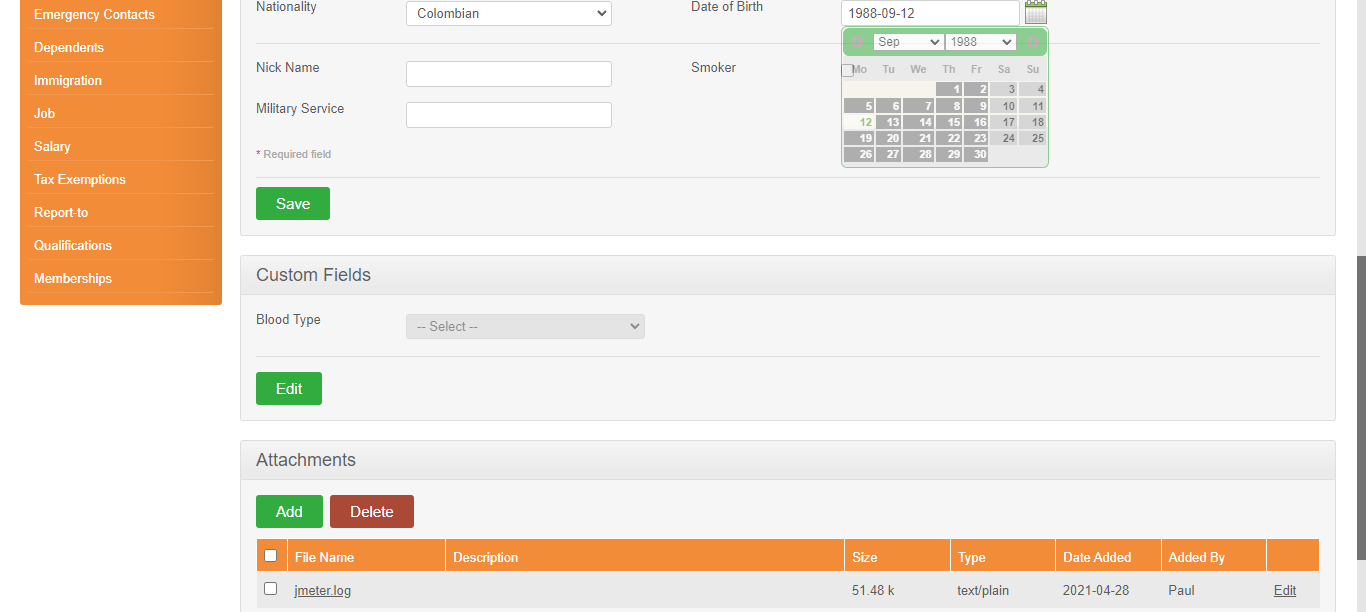 Emergency Contacts
Dependents
Immigration
Job
Salary
Tax Exemptions
Report-to
Qualifications
Memberships
Nationality Colombian Date of Birth 1988-09-12
Sep 1988
Nick Name Smoker
Mo Tu We Th Fr Sa Su
1 2 3 4
5 6 7 8 9 10 11
12 13 14 15 16 17 18
19 20 21 22 23 24 25
26 27 28 29 30
Military Service
* Required field
Save
Custom Fields
Blood Type -- Select --
Edit
Attachments
Add Delete
File Name Description Size Type Date Added Added By
jmeter.log 51.48 k text/plain 2021-04-28 Paul Edit